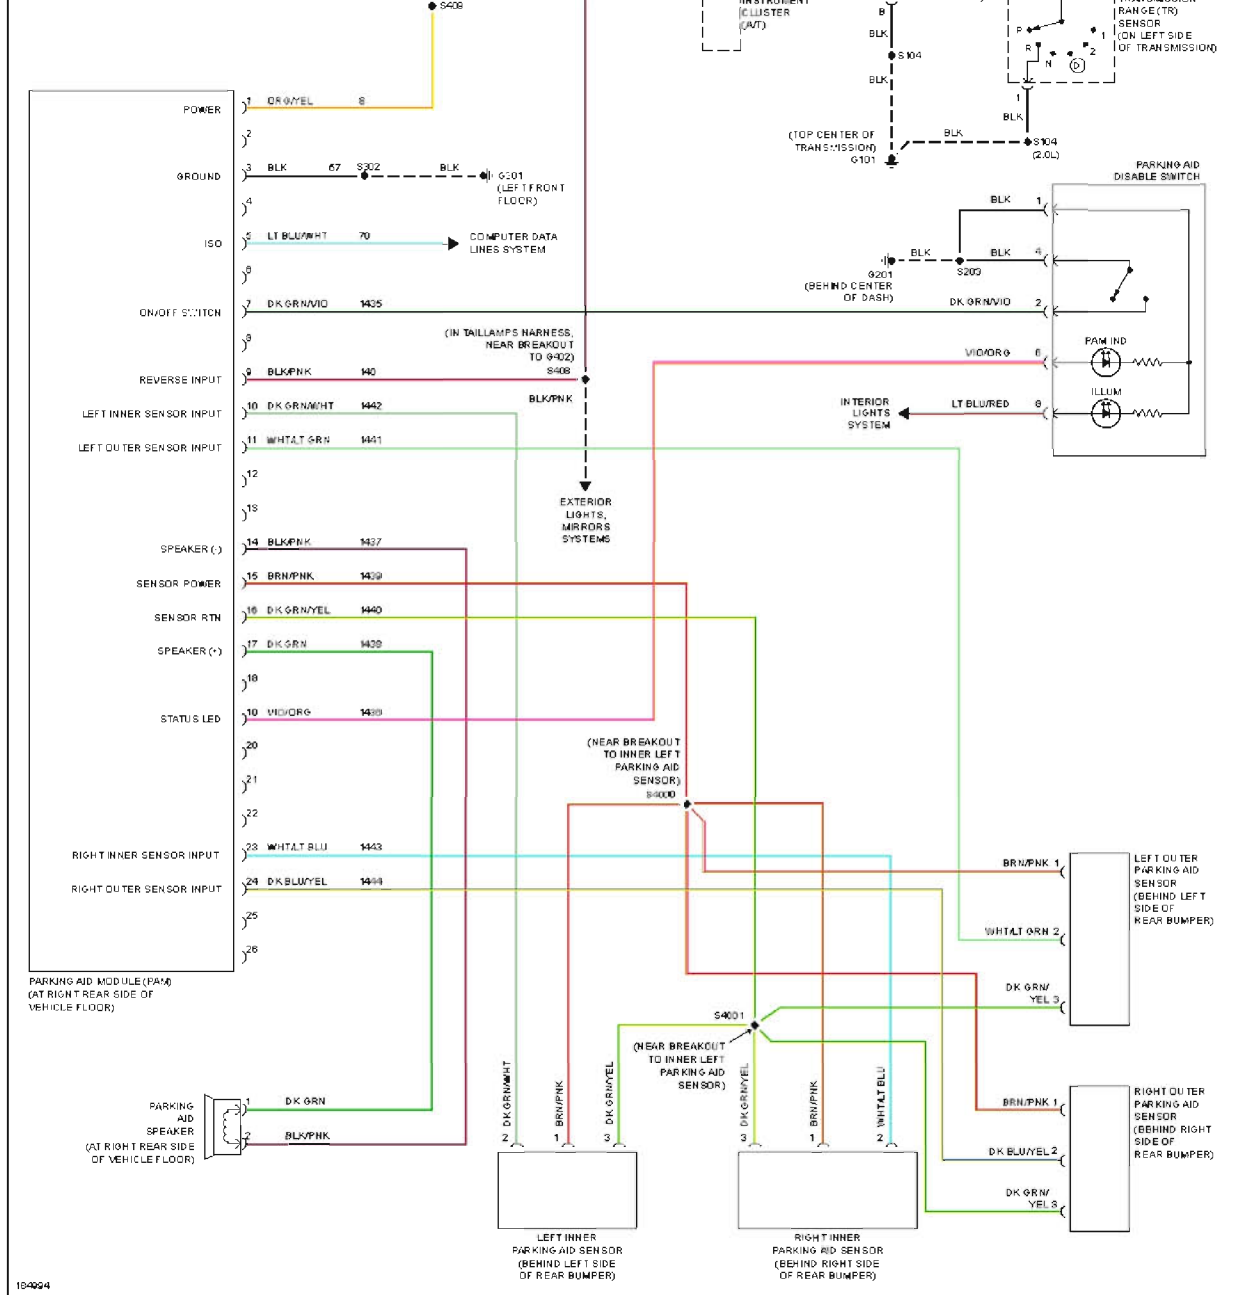 S409
INSTRUMENT
CLUSTER
(A/T)
B
BLK
S104
BLK
RANGE (TR)
SENSOR
(ON LEFT SIDE
OF TRANSMISSION)
P
R
N
D
2
1
1
BLK
BLK
S104
(2.0L)
(TOP CENTER OF
TRANSMISSION)
G101
PARKING AID
DISABLE SWITCH
POWER
1 ORG/YEL 8
2
GROUND
3 BLK 57 S302 BLK
G301
(LEFT FRONT
FLOOR)
4
ISO
5 LT BLU/WHT 70
COMPUTER DATA
LINES SYSTEM
6
BLK 1
BLK
S203
BLK 4
G201
(BEHIND CENTER
OF DASH)
ON/OFF SWITCH
7 DK GRN/VIO 1435
DK GRN/VIO 2
8
(IN TAILLAMPS HARNESS,
NEAR BREAKOUT
TO G402)
S408
VIO/ORG 6
PAM IND
REVERSE INPUT
9 BLK/PNK 140
BLK/PNK
ILLUM
INTERIOR
LIGHTS
SYSTEM
LT BLU/RED 8
LEFT INNER SENSOR INPUT
10 DK GRN/WHT 1442
LEFT OUTER SENSOR INPUT
11 WHT/LT GRN 1441
12
13
EXTERIOR
LIGHTS,
MIRRORS
SYSTEMS
SPEAKER (-)
14 BLK/PNK 1437
SENSOR POWER
15 BRN/PNK 1439
SENSOR RTN
16 DK GRN/YEL 1440
SPEAKER (+)
17 DK GRN 1438
18
STATUS LED
19 VIO/ORG 1436
20
21
22
(NEAR BREAKOUT
TO INNER LEFT
PARKING AID
SENSOR)
S4000
RIGHT INNER SENSOR INPUT
23 WHT/LT BLU 1443
RIGHT OUTER SENSOR INPUT
24 DK BLU/YEL 1444
25
26
PARKING AID MODULE (PAM)
(AT RIGHT REAR SIDE OF
VEHICLE FLOOR)
BRN/PNK 1
WHT/LT GRN 2
DK GRN/
YEL 3
LEFT OUTER
PARKING AID
SENSOR
(BEHIND LEFT
SIDE OF
REAR BUMPER)
S4001
(NEAR BREAKOUT
TO INNER LEFT
PARKING AID
SENSOR)
BRN/PNK 1
DK BLU/YEL 2
DK GRN/
YEL 3
RIGHT OUTER
PARKING AID
SENSOR
(BEHIND RIGHT
SIDE OF
REAR BUMPER)
PARKING
AID
SPEAKER
(AT RIGHT REAR SIDE
OF VEHICLE FLOOR)
1 DK GRN
2 BLK/PNK
2 DK GRN/WHT
1 BRN/PNK
3 DK GRN/YEL
3 DK GRN/YEL
1 BRN/PNK
2 WHT/LT BLU
LEFT INNER
PARKING AID SENSOR
(BEHIND LEFT SIDE
OF REAR BUMPER)
RIGHT INNER
PARKING AID SENSOR
(BEHIND RIGHT SIDE
OF REAR BUMPER)
184994